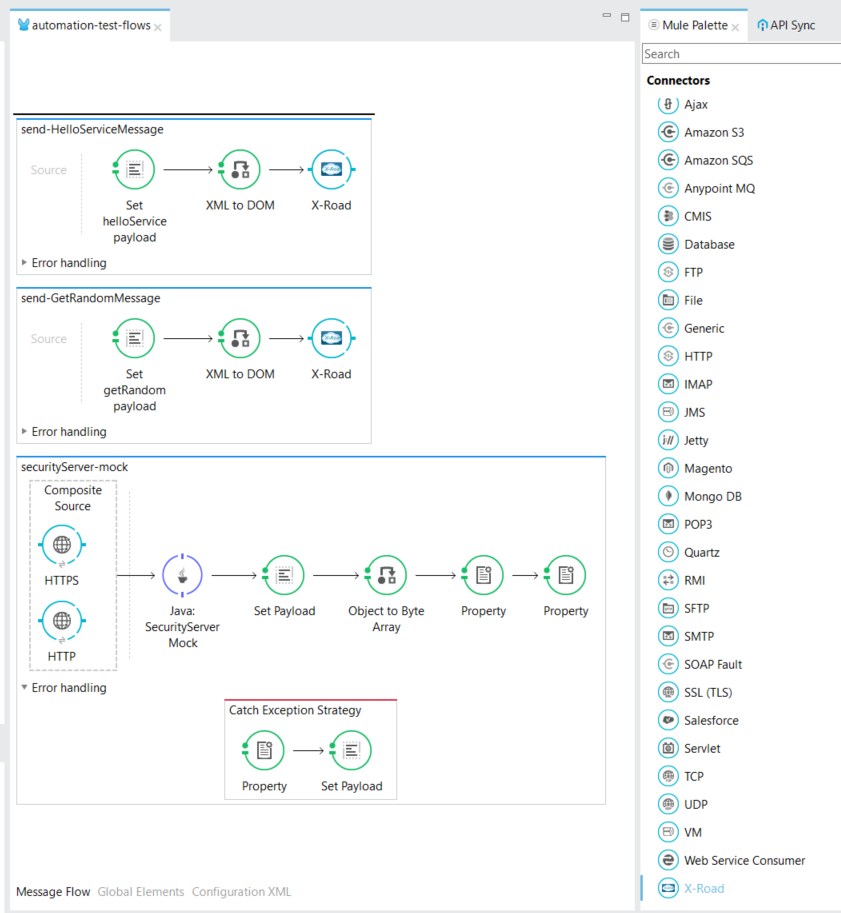 automation-test-flows
Mule Palette
API Sync
Search
Connectors
Ajax
Amazon S3
Amazon SQS
Anypoint MQ
CMIS
Database
FTP
File
Generic
HTTP
IMAP
JMS
Jetty
Magento
Mongo DB
POP3
Quartz
RMI
SFTP
SMTP
SOAP Fault
SSL (TLS)
Salesforce
Servlet
TCP
UDP
VM
Web Service Consumer
X-Road
send-HelloServiceMessage
Source
X-Road
Set
helloService
payload
XML to DOM
X-Road
Error handling
send-GetRandomMessage
Source
X-Road
Set
getRandom
payload
XML to DOM
X-Road
Error handling
securityServer-mock
Composite
Source
HTTPS
HTTP
Java:
SecurityServer
Mock
Set Payload
Object to Byte
Array
Property
Property
Error handling
Catch Exception Strategy
Property
Set Payload
Message Flow Global Elements Configuration XML